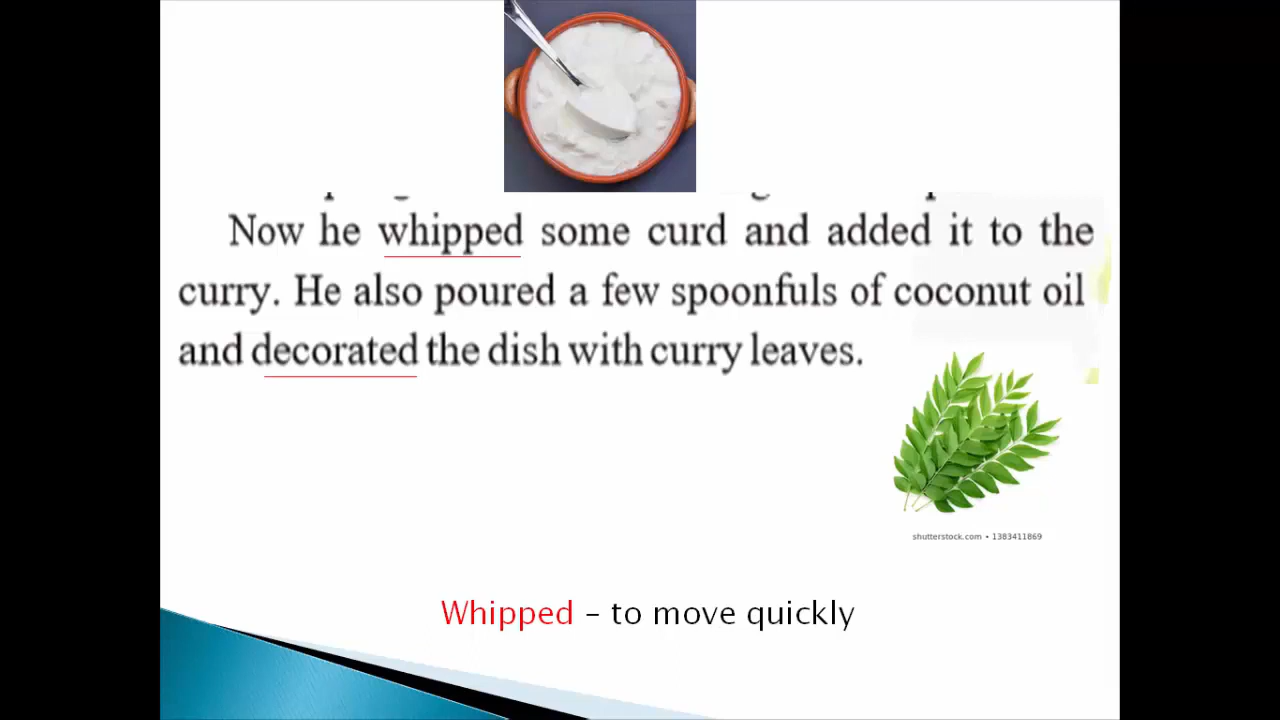 Now he whipped some curd and added it to the
curry. He also poured a few spoonfuls of coconut oil
and decorated the dish with curry leaves.
shutterstock.com • 1383411869
Whipped – to move quickly